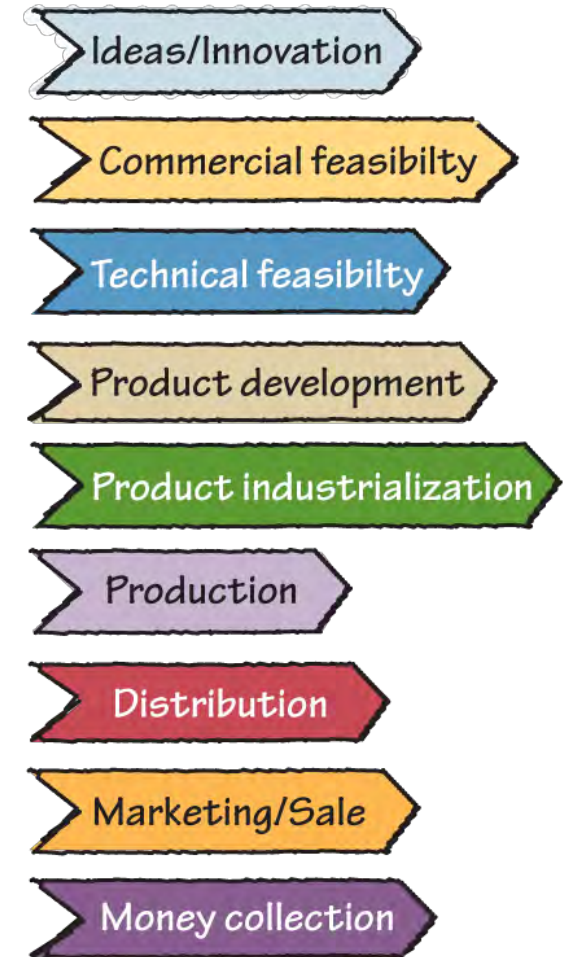 Ideas/Innovation
Commercial feasibilty
Technical feasibilty
Product development
Product industrialization
Production
Distribution
Marketing/Sale
Money collection